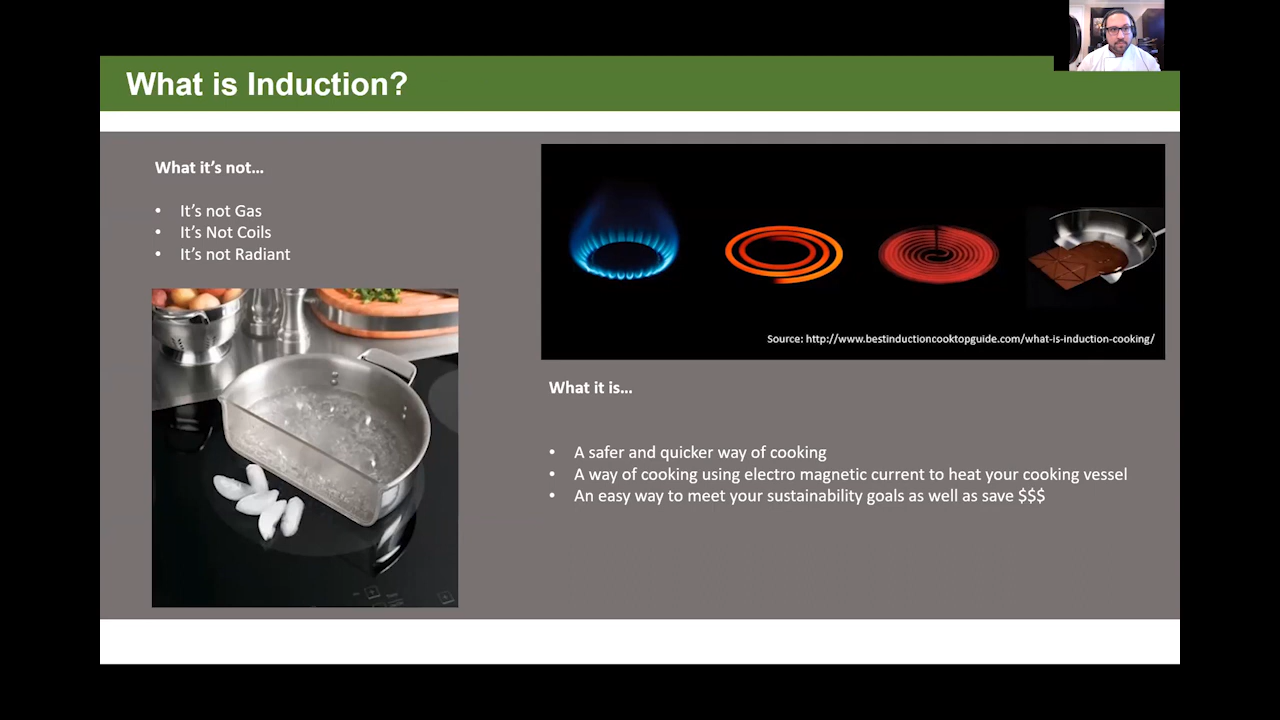 What is Induction?
What it's not…
• It's not Gas
• It's Not Coils
• It's not Radiant
Source: http://www.bestinductioncooktopguide.com/what-is-induction-cooking/
What it is…
• A safer and quicker way of cooking
• A way of cooking using electro magnetic current to heat your cooking vessel
• An easy way to meet your sustainability goals as well as save $$$